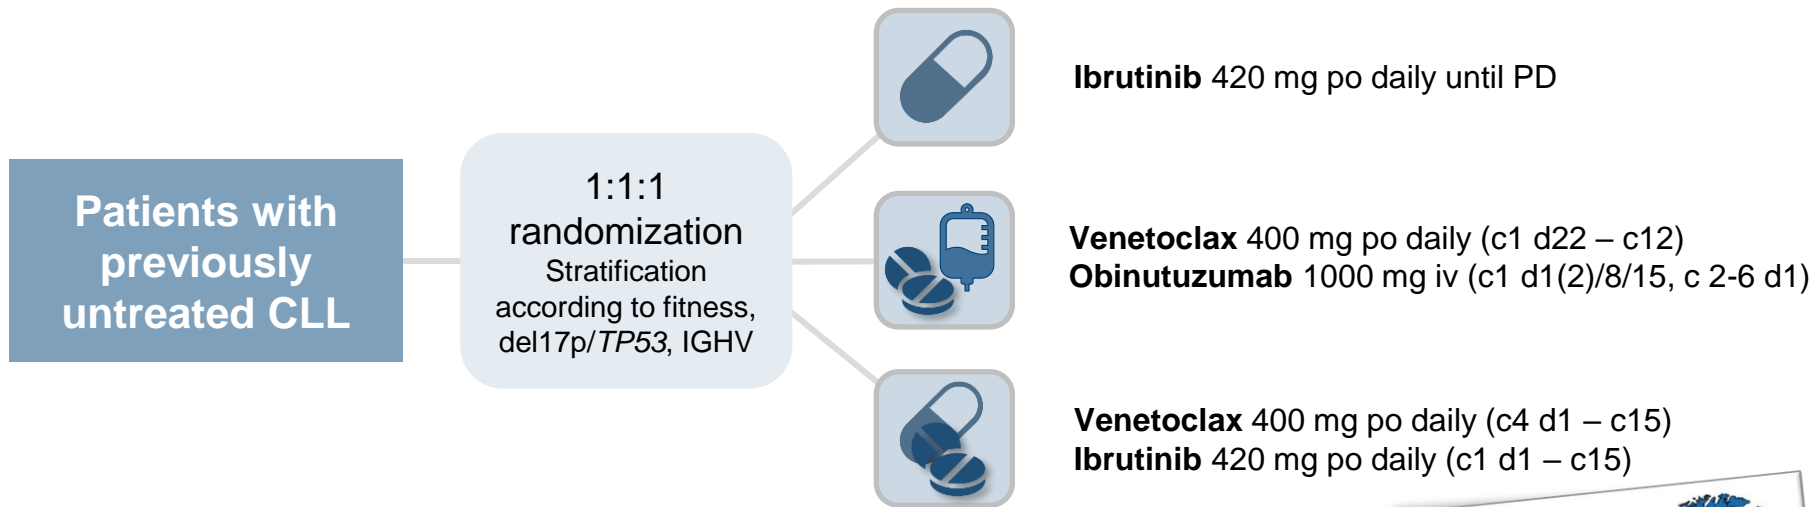 Patients with
previously
untreated CLL
1:1:1
randomization
Stratification
according to fitness,
del17p/TP53, IGHV
Ibrutinib 420 mg po daily until PD
Venetoclax 400 mg po daily (c1 d22 – c12)
Obinutuzumab 1000 mg iv (c1 d1(2)/8/15, c 2-6 d1)
Venetoclax 400 mg po daily (c4 d1 – c15)
Ibrutinib 420 mg po daily (c1 d1 – c15)